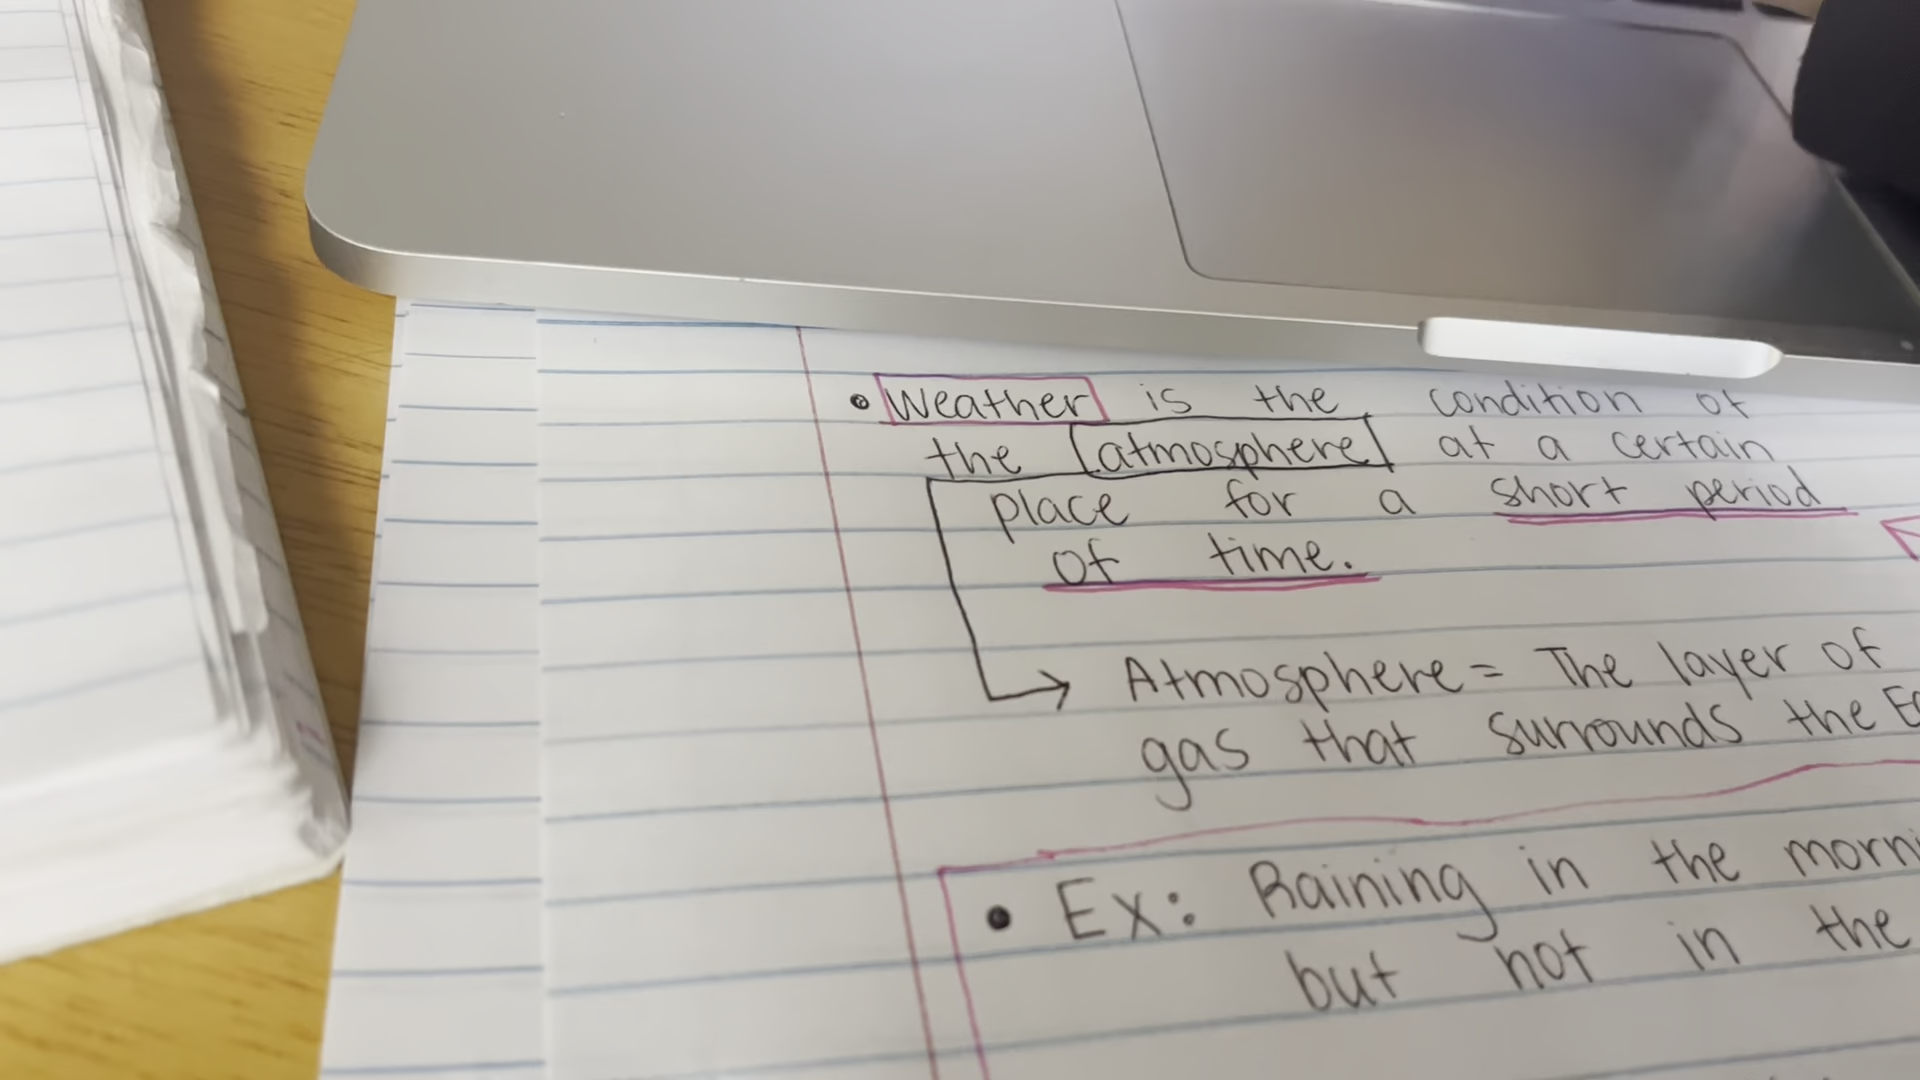 • Weather is the condition of
the atmosphere at a certain
place for a short period
of time.
Atmosphere = The layer of
gas that surrounds the
• Ex: Raining in the
but not in the